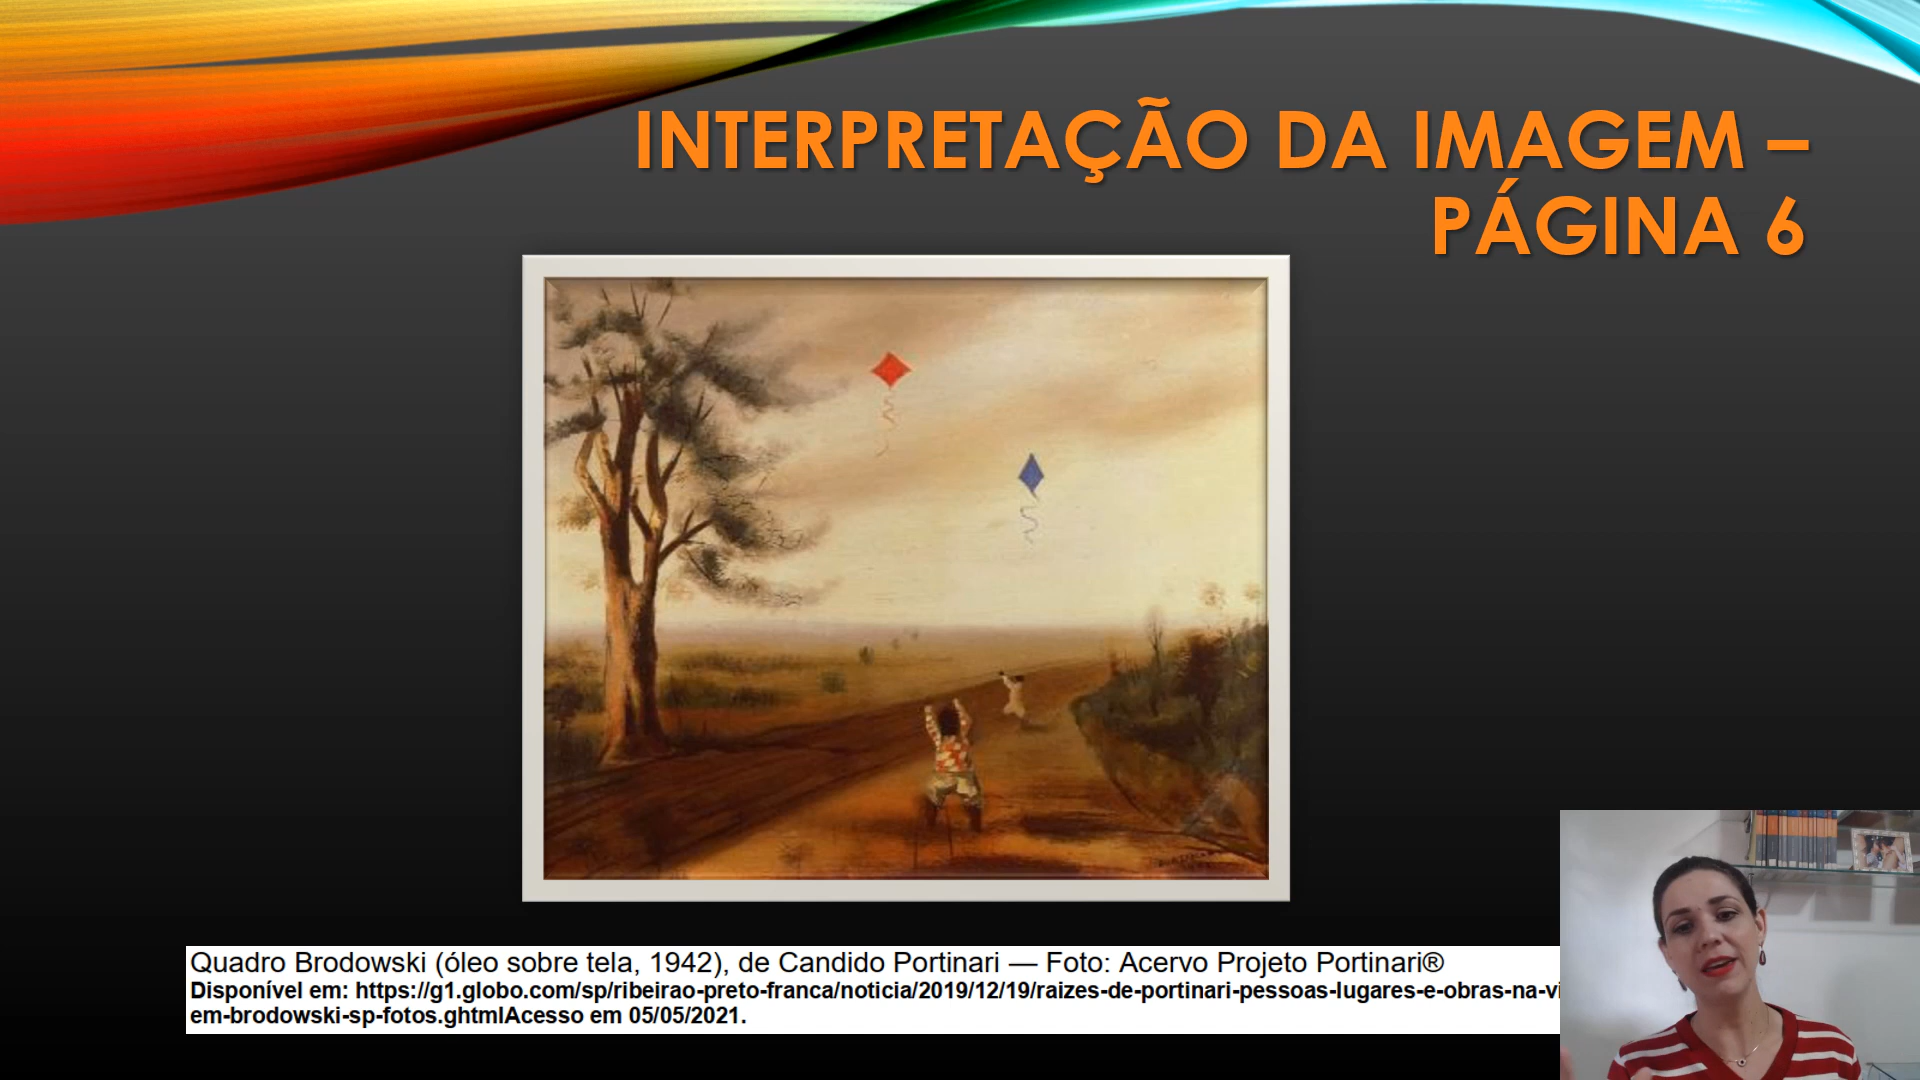 INTERPRETAÇÃO DA IMAGEM –
PÁGINA 6
Quadro Brodowski (óleo sobre tela, 1942), de Candido Portinari — Foto: Acervo Projeto Portinari®
Disponível em: https://g1.globo.com/sp/ribeirao-preto-franca/noticia/2019/12/19/raizes-de-portinari-pessoas-lugares-e-obras-na-vi
em-brodowski-sp-fotos.ghtmlAcesso em 05/05/2021.